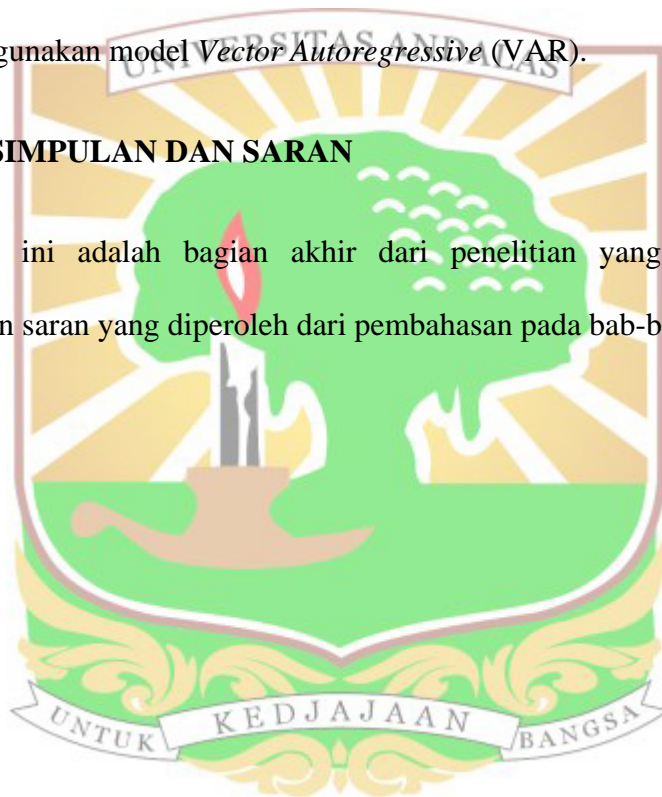 gunakan model Vector Autoregressive (VAR).
UNIVERSITAS ANDALAS
SIMPULAN DAN SARAN
ini adalah bagian akhir dari penelitian yang
n saran yang diperoleh dari pembahasan pada bab-b
UNTUK KEDJAJAAN BANGSA